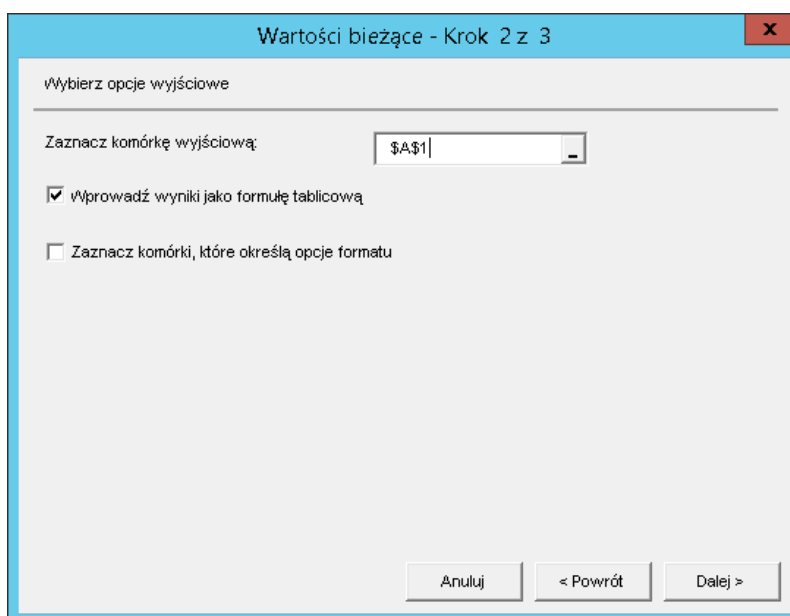 Wartości bieżące - Krok 2 z 3
x
Wybierz opcje wyjściowe
Zaznacz komórkę wyjściową:
$A$1
Wprowadź wyniki jako formułę tablicową
Zaznacz komórki, które określą opcje formatu
Anuluj
< Powrót
Dalej >